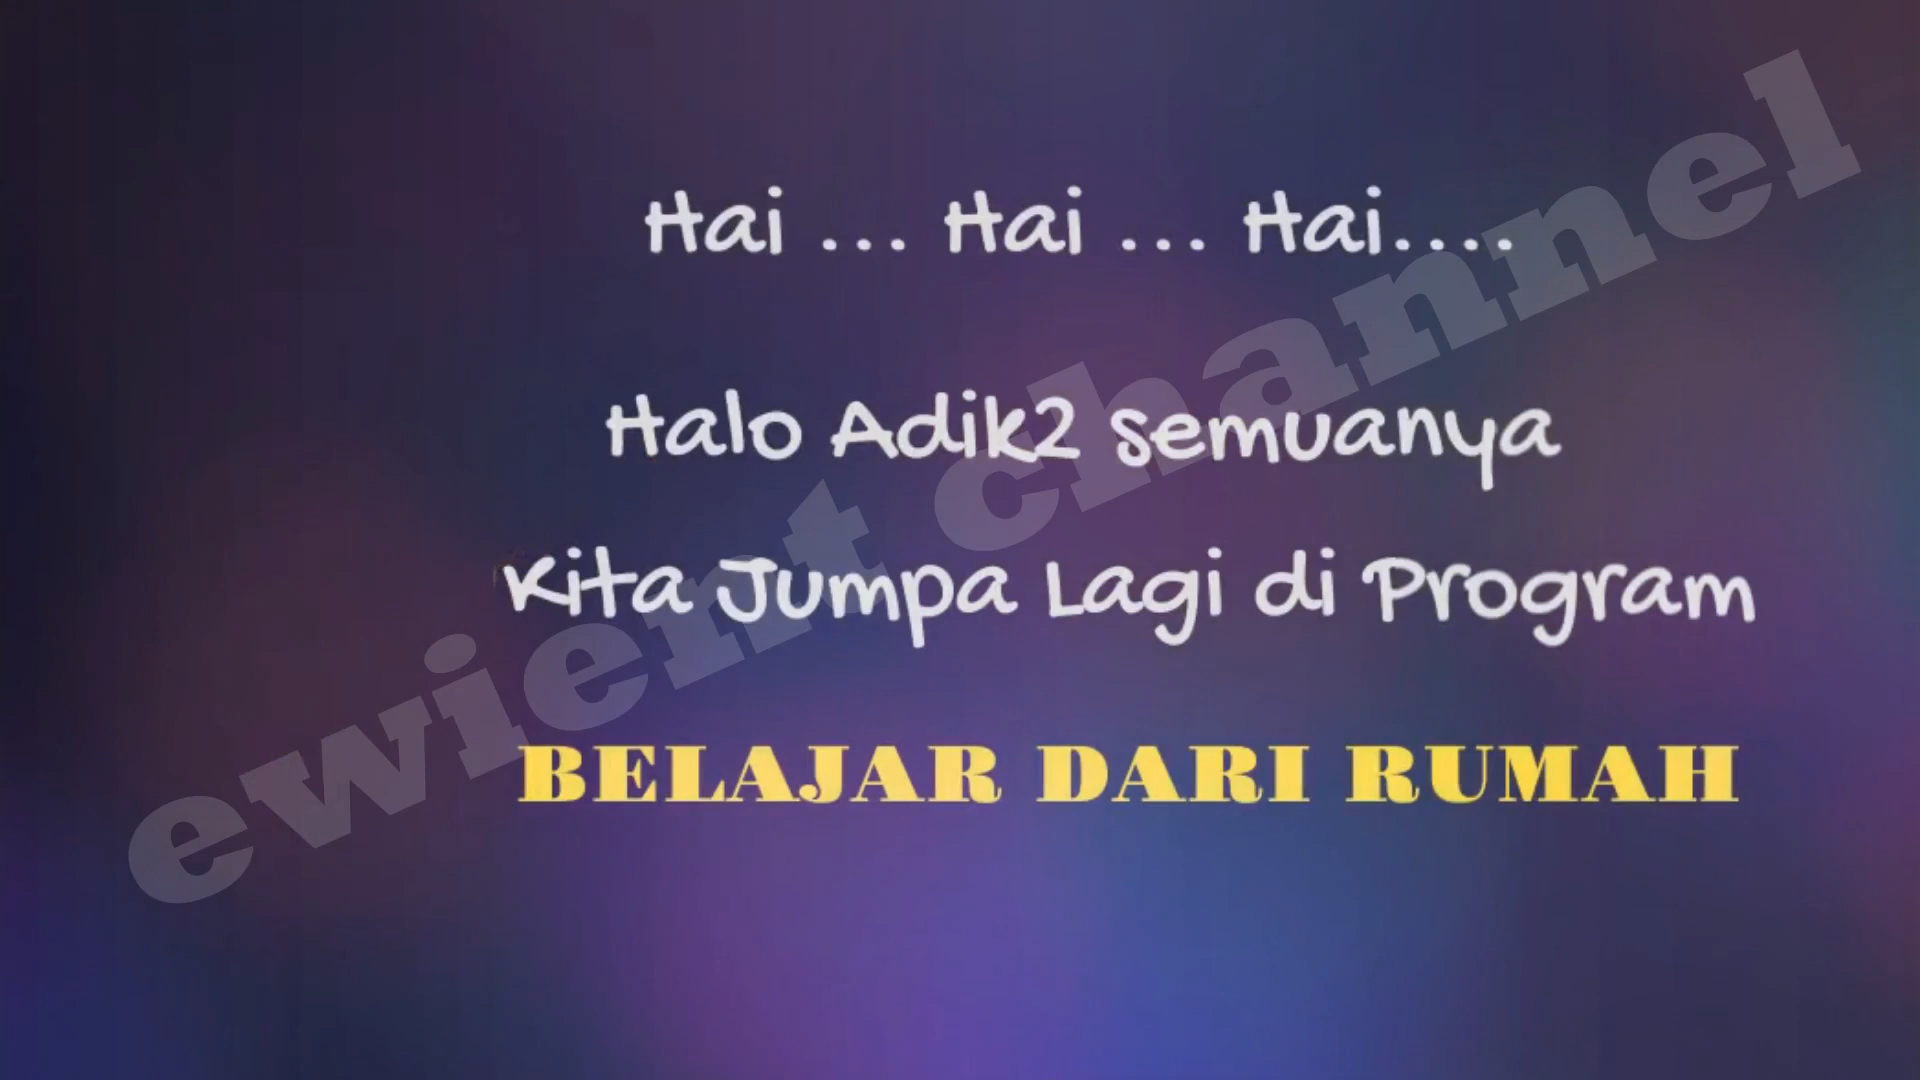 Hai ... Hai ... Hai....
Halo Adik2 semuanya
Kita Jumpa Lagi di Program
BELAJAR DARI RUMAH
ewient channel